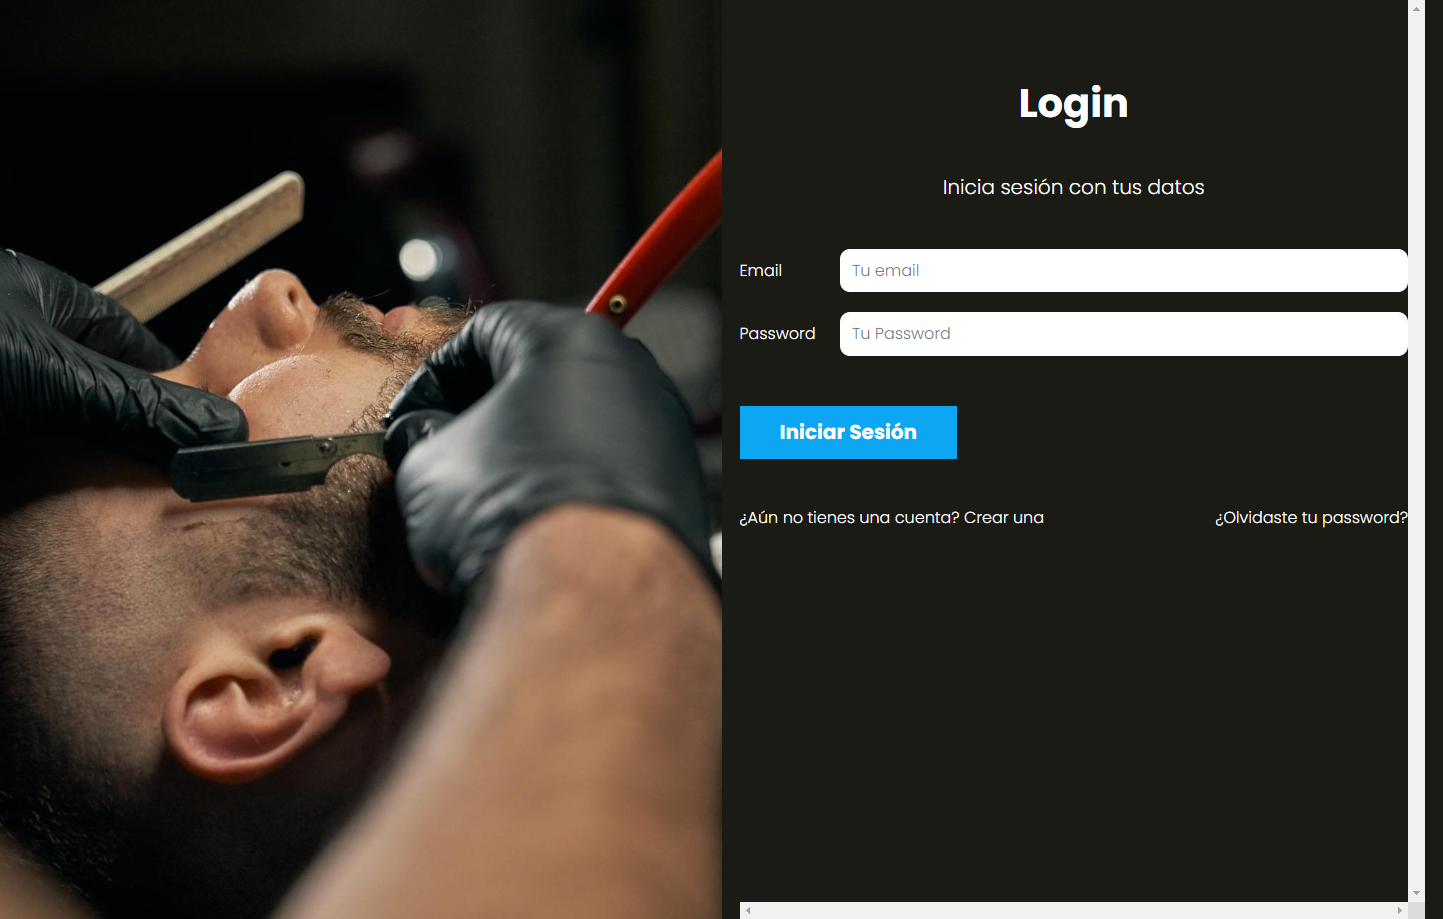 Login
Inicia sesión con tus datos
Email
Tu email
Password
Tu Password
Iniciar Sesión
¿Aún no tienes una cuenta? Crear una
¿Olvidaste tu password?